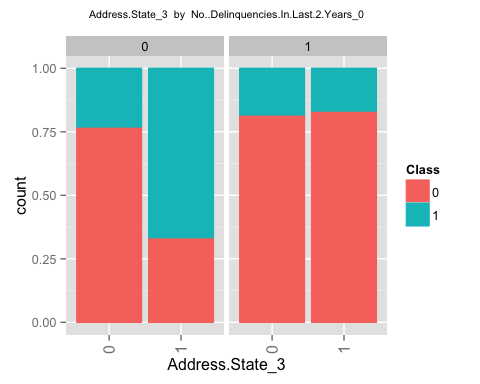 Address.State_3 by No..Delinquencies.In.Last.2.Years_0
0 1
1.00
0.75
0.50
0.25
0.00
count
0 1 0 1
Address.State_3
Class
0
1